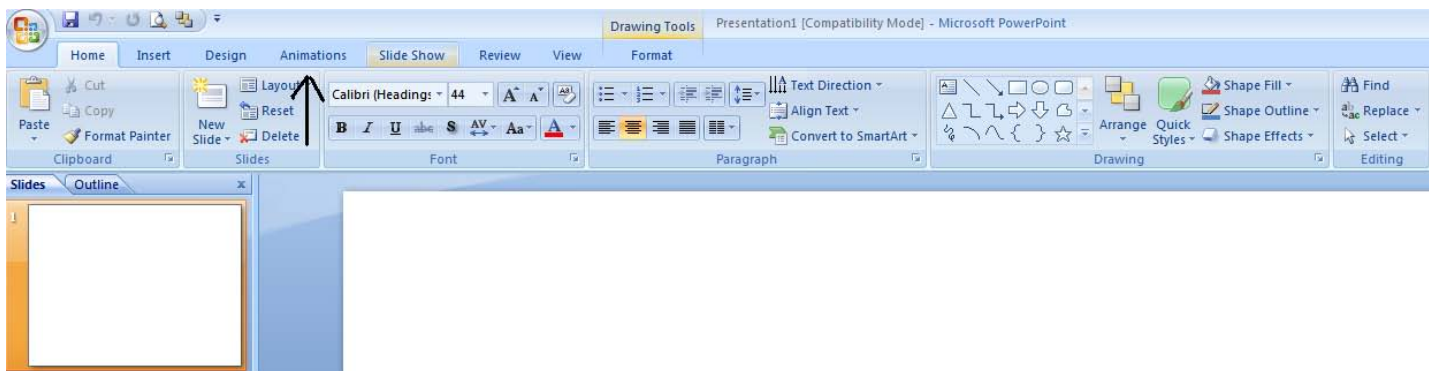 Drawing Tools Presentation1 [Compatibility Mode] - Microsoft PowerPoint
Home Insert Design Animations Slide Show Review View Format
Paste
Cut
Copy
Format Painter
Clipboard
New Slide
Layout
Reset
Delete
Slides
Calibri (Headings 44
B I U abc S AV Aa A
Font
Text Direction
Align Text
Convert to SmartArt
Paragraph
Arrange
Quick Styles
Shape Fill
Shape Outline
Shape Effects
Drawing
Find
Replace
Select
Editing
Slides Outline x
1